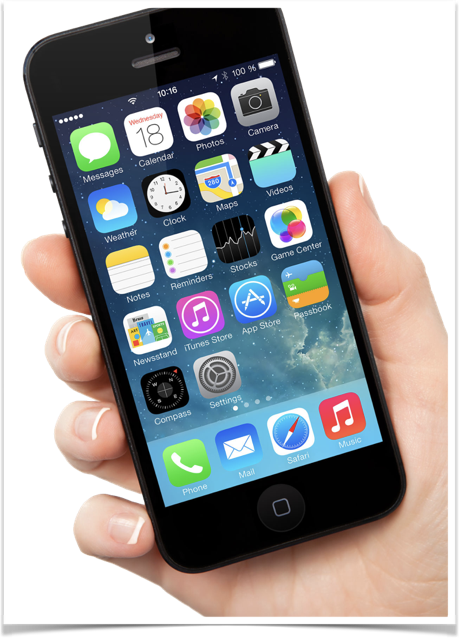 10:16 100 %
Wednesday
18
Messages Calendar Photos Camera
280
Weather Clock Maps Videos
Notes Reminders Stocks Game Center
Newsstand iTunes Store App Store Passbook
Compass Settings
Phone Mail Safari Music